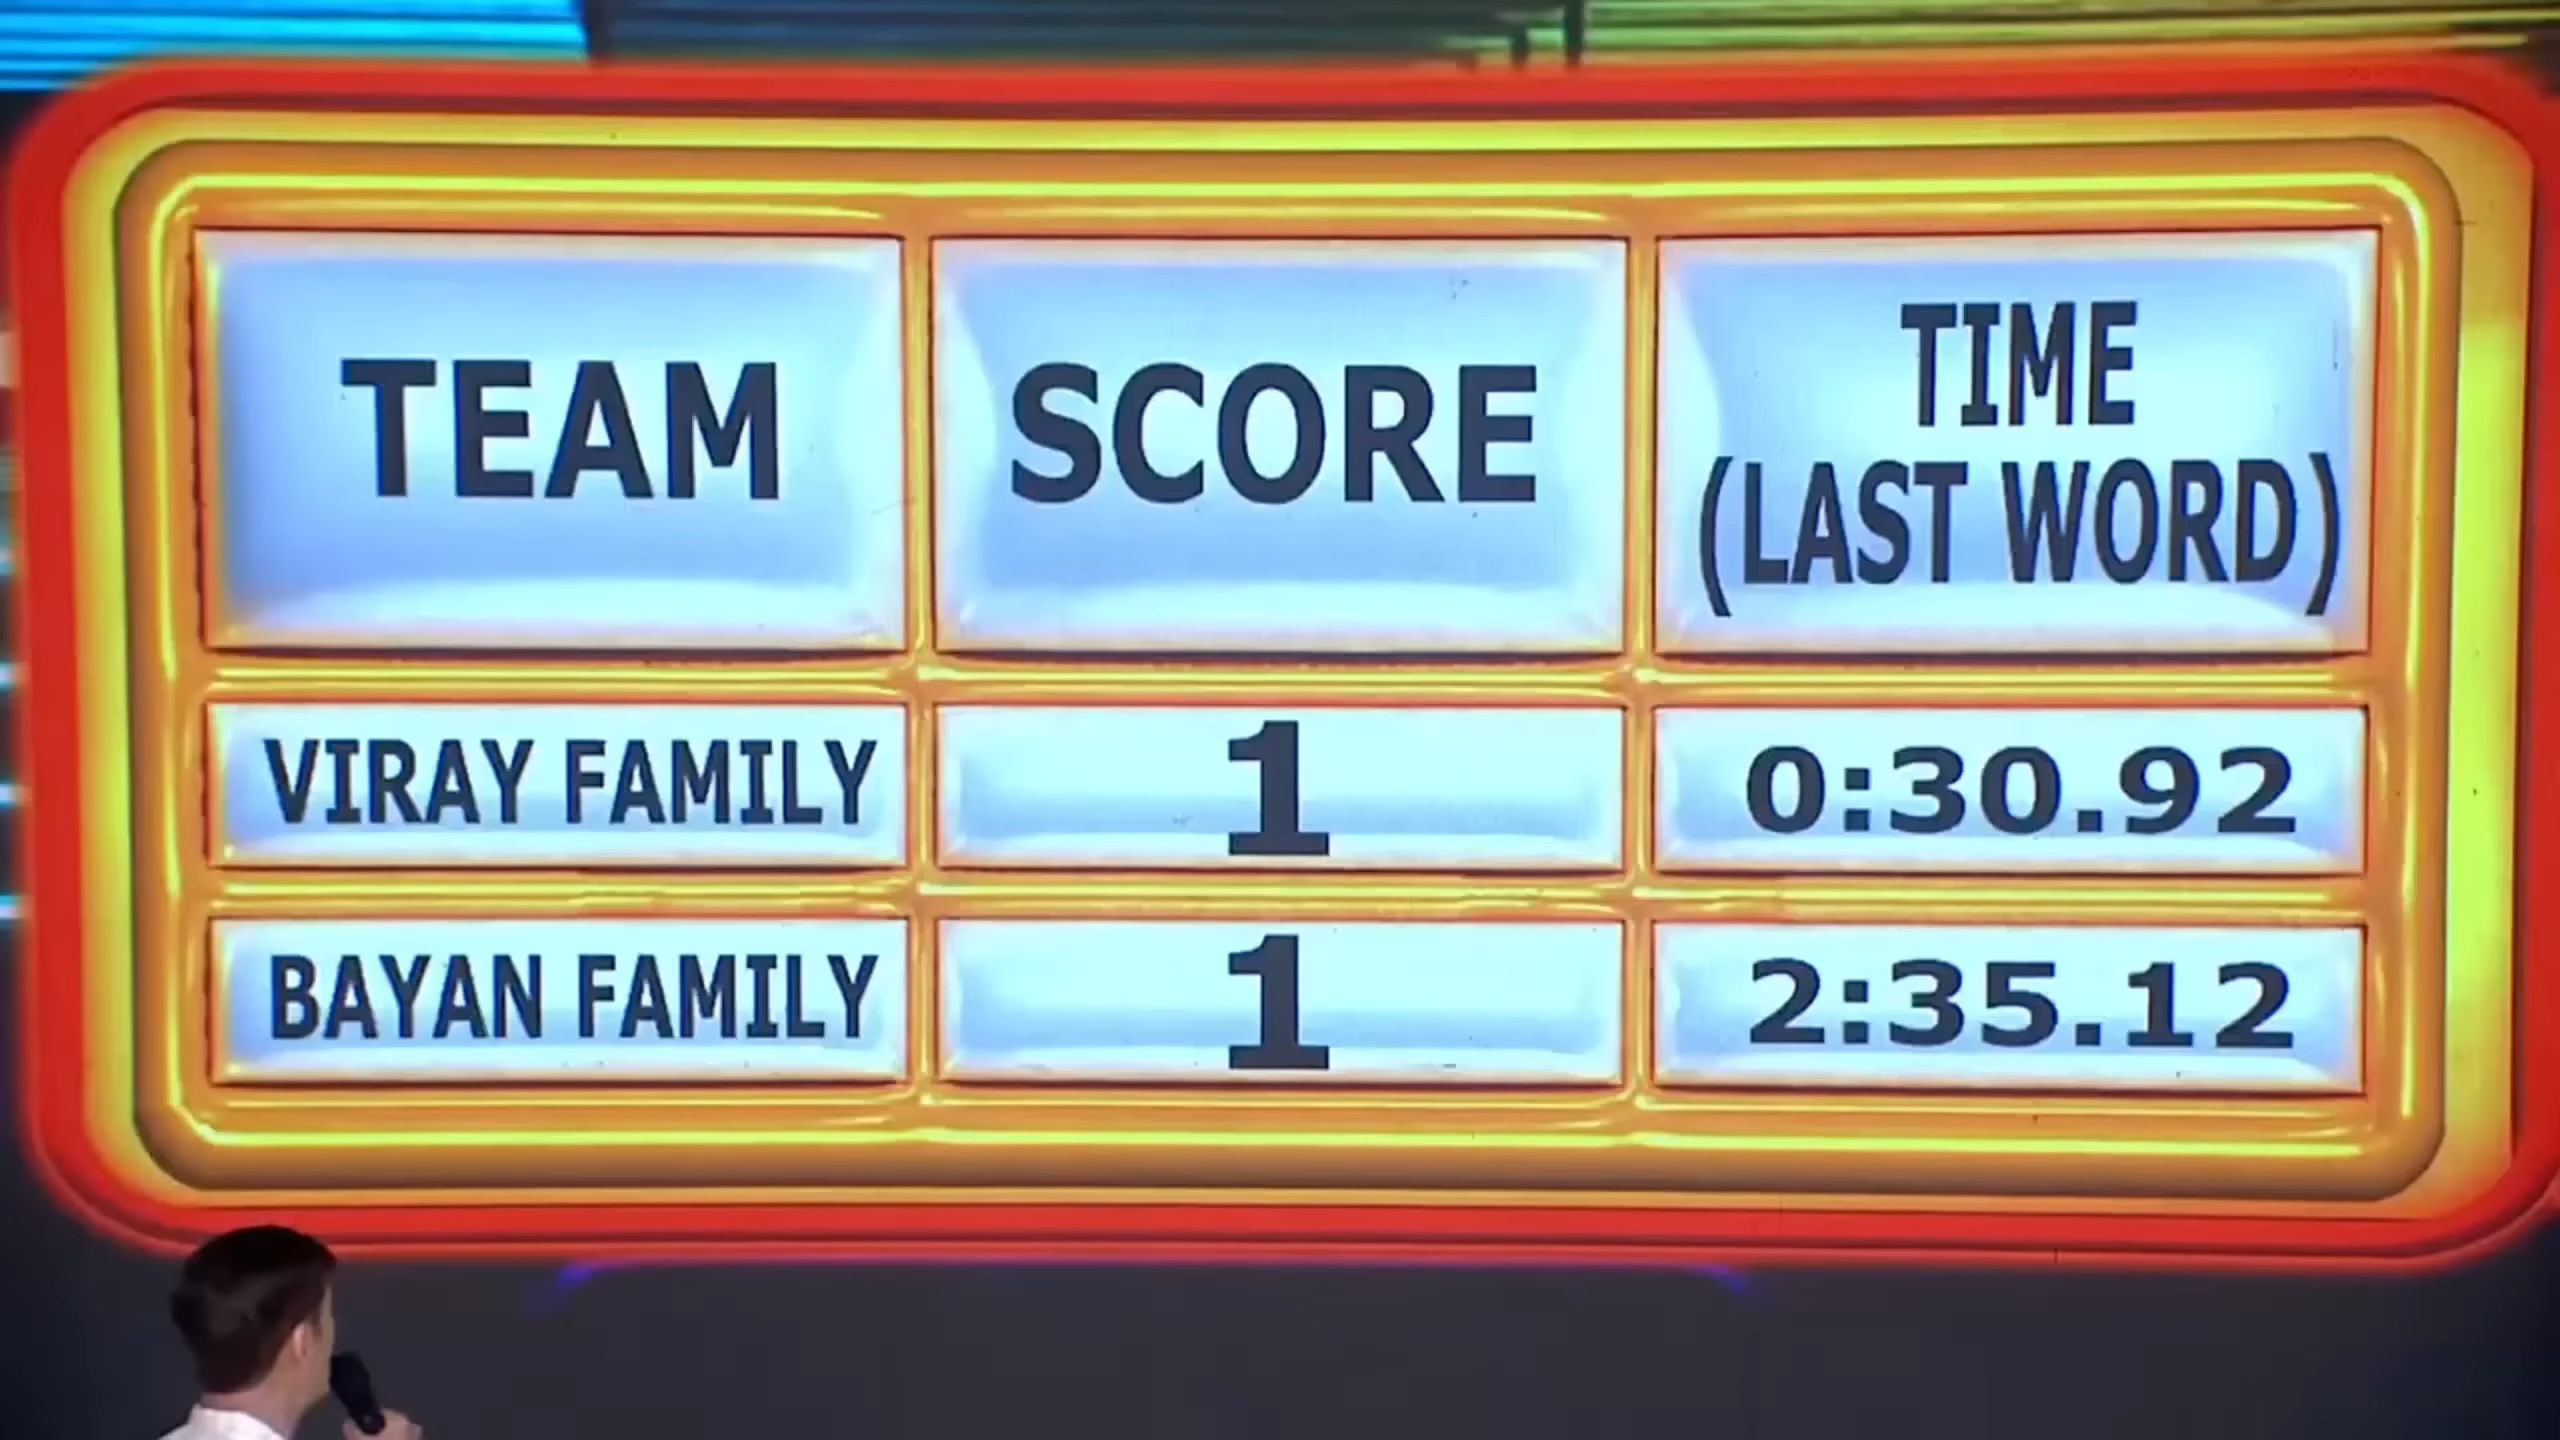 TEAM
SCORE
TIME
(LAST WORD)
VIRAY FAMILY
1
0:30.92
BAYAN FAMILY
1
2:35.12